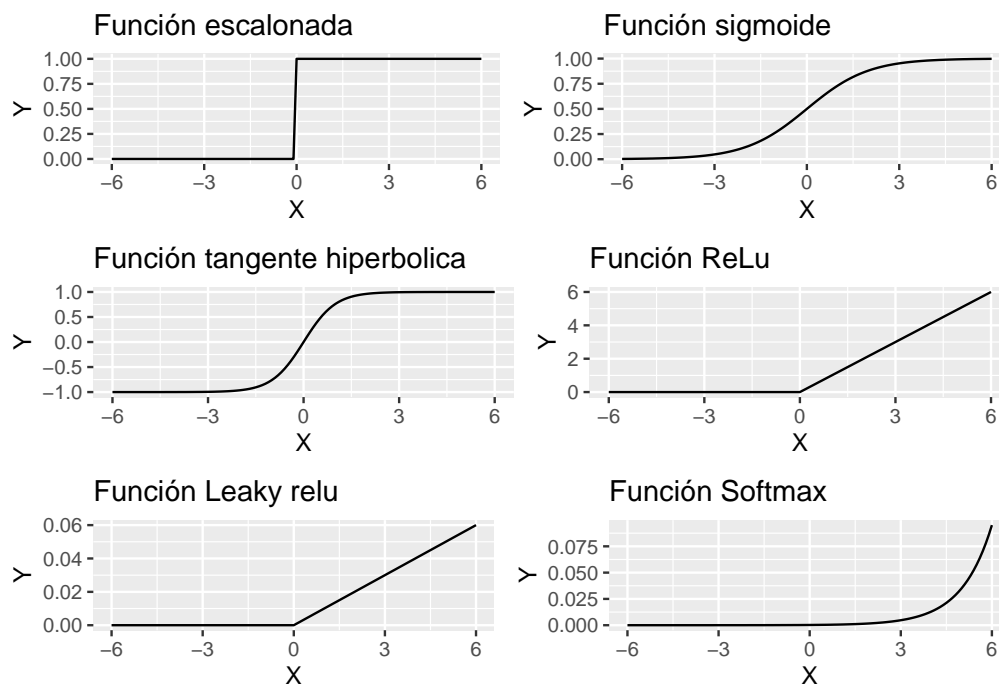 Función escalonada
1.00
0.75
0.50
0.25
0.00
Y
−6 −3 0 3 6
X
Función sigmoide
1.00
0.75
0.50
0.25
0.00
Y
−6 −3 0 3 6
X
Función tangente hiperbolica
1.0
0.5
0.0
−0.5
−1.0
Y
−6 −3 0 3 6
X
Función ReLu
6
4
2
0
Y
−6 −3 0 3 6
X
Función Leaky relu
0.06
0.04
0.02
0.00
Y
−6 −3 0 3 6
X
Función Softmax
0.075
0.050
0.025
0.000
Y
−6 −3 0 3 6
X